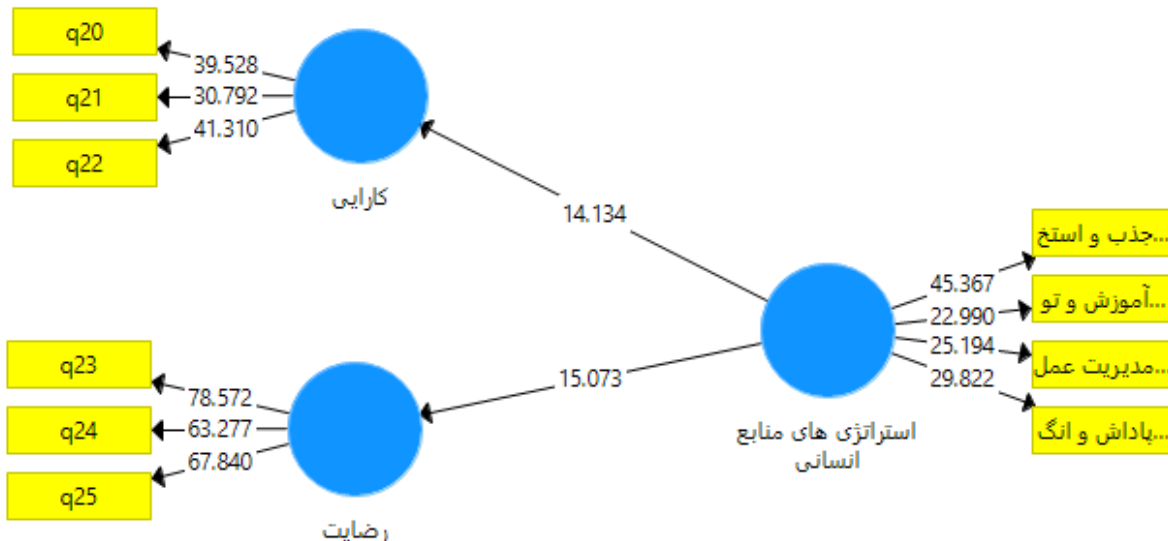 q20
q21
q22
39.528
30.792
41.310
کارایی
14.134
جذب و استخ...
آموزش و تو...
مدیریت عمل...
پاداش و انگ...
45.367
22.990
25.194
29.822
استراتژی های منابع
انسانی
15.073
q23
q24
q25
78.572
63.277
67.840
رضایت